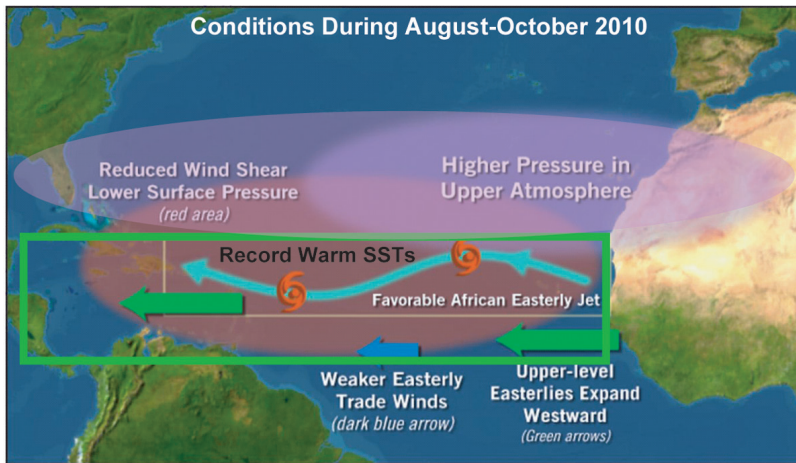 Conditions During August-October 2010
Reduced Wind Shear
Lower Surface Pressure
(red area)
Higher Pressure in
Upper Atmosphere
Record Warm SSTs
Favorable African Easterly Jet
Weaker Easterly
Trade Winds
(dark blue arrow)
Upper-level
Easterlies Expand
Westward
(Green arrows)